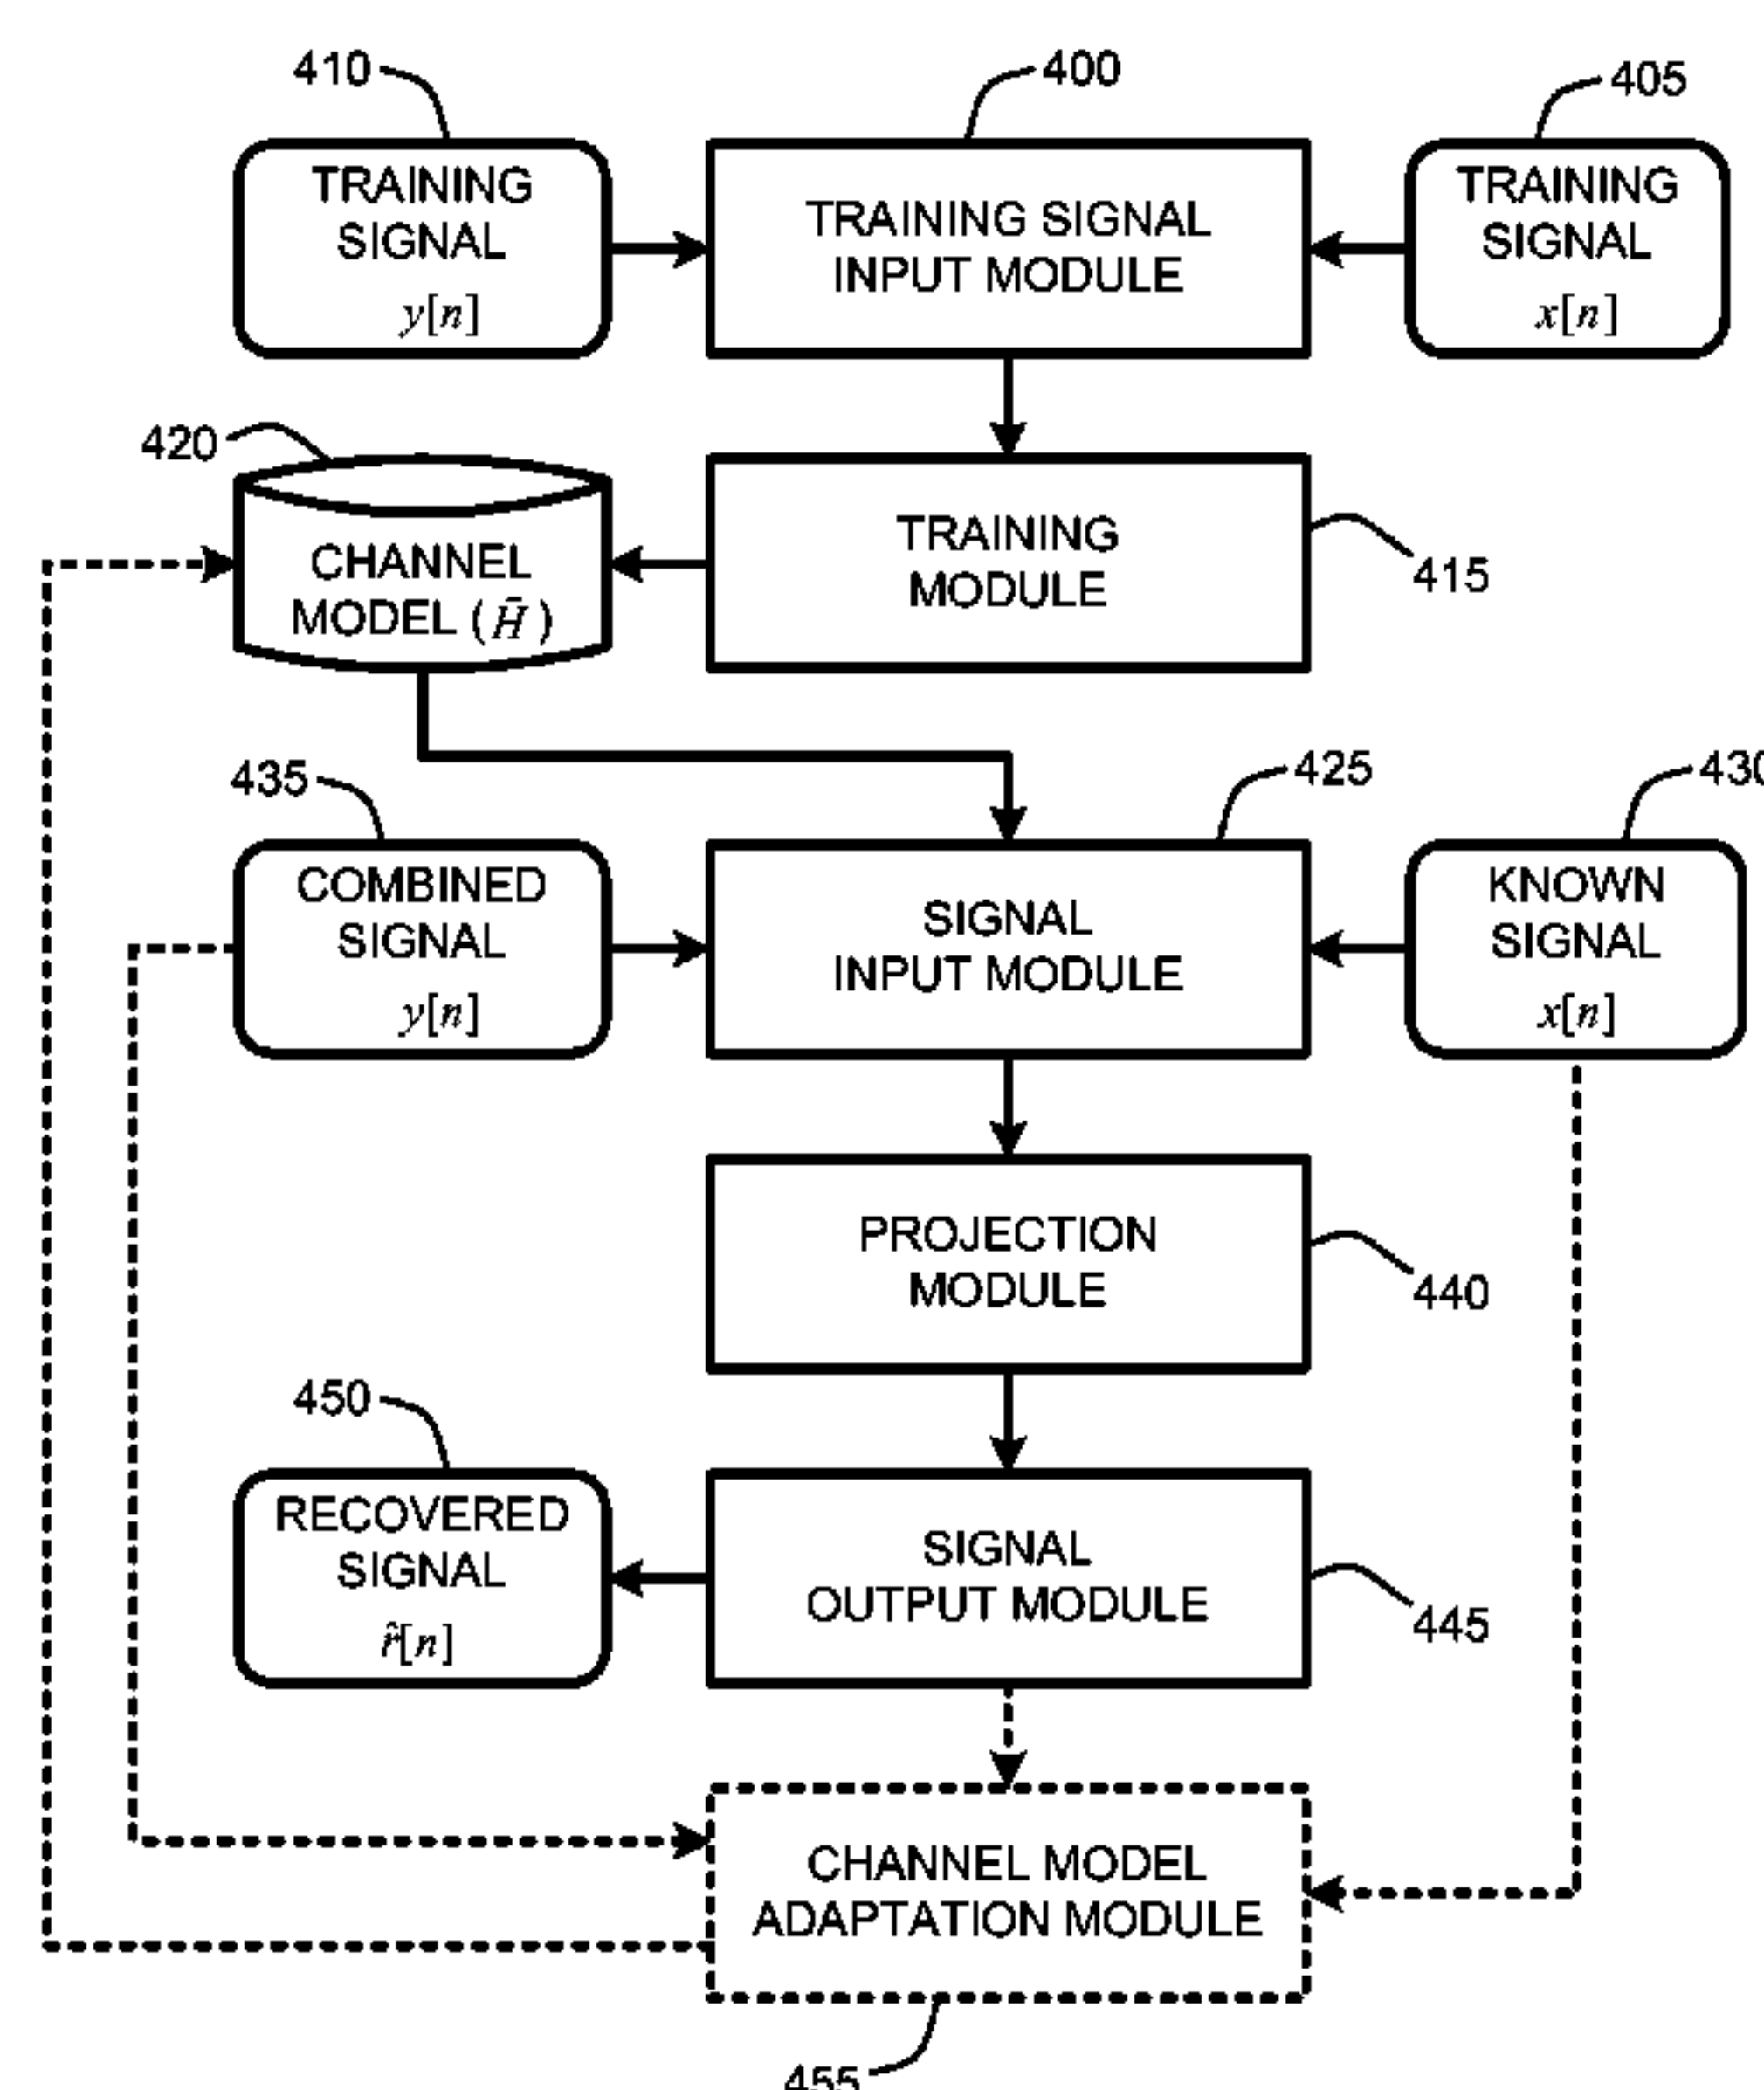 410
400
405
TRAINING
SIGNAL
y[n]
TRAINING SIGNAL
INPUT MODULE
TRAINING
SIGNAL
x[n]
420
CHANNEL
MODEL (H̄)
TRAINING
MODULE
415
435
425
430
COMBINED
SIGNAL
y[n]
SIGNAL
INPUT MODULE
KNOWN
SIGNAL
x[n]
PROJECTION
MODULE
440
450
RECOVERED
SIGNAL
r̂[n]
SIGNAL
OUTPUT MODULE
445
CHANNEL MODEL
ADAPTATION MODULE
455